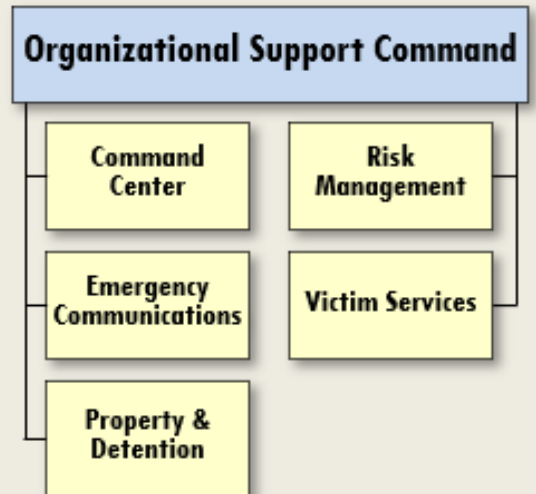 Organizational Support Command
Command
Center
Risk
Management
Emergency
Communications
Victim Services
Property &
Detention